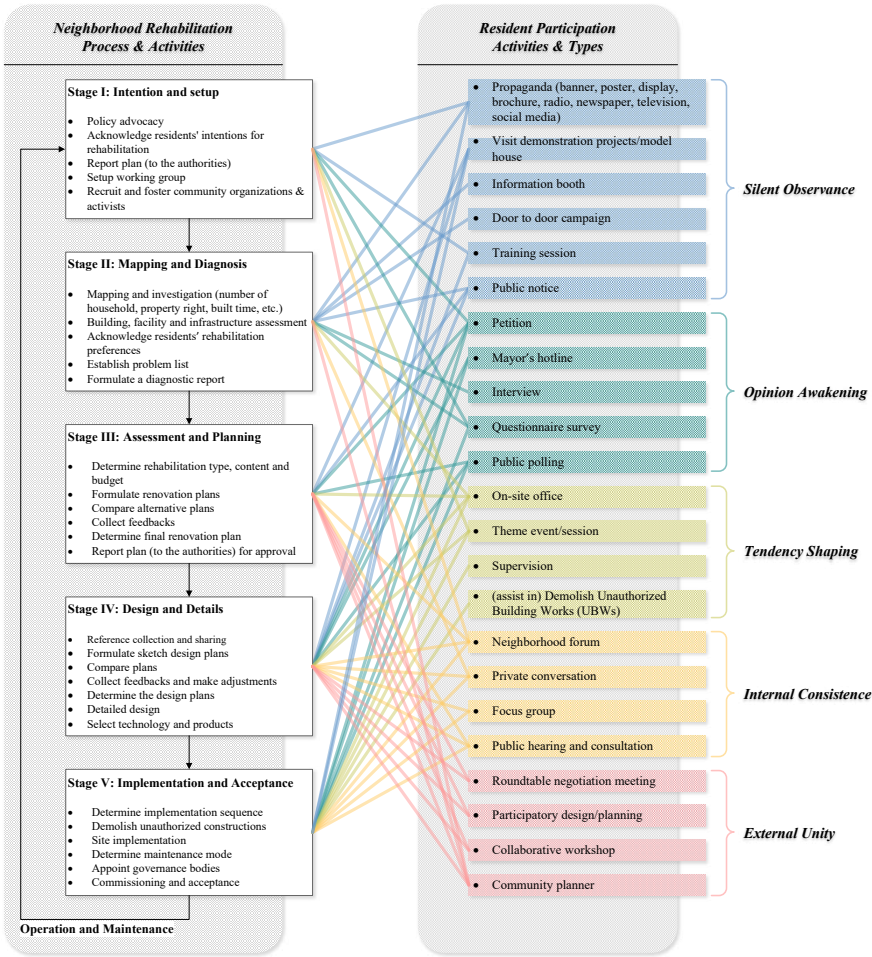 Neighborhood Rehabilitation
Process & Activities
Stage I: Intention and setup
• Policy advocacy
• Acknowledge residents' intentions for
rehabilitation
• Report plan (to the authorities)
• Setup working group
• Recruit and foster community organizations &
activists
Stage II: Mapping and Diagnosis
• Mapping and investigation (number of
household, property right, built time, etc.)
• Building, facility and infrastructure assessment
• Acknowledge residents' rehabilitation
preferences
• Establish problem list
• Formulate a diagnostic report
Stage III: Assessment and Planning
• Determine rehabilitation type, content and
budget
• Formulate renovation plans
• Compare alternative plans
• Collect feedbacks
• Determine final renovation plan
• Report plan (to the authorities) for approval
Stage IV: Design and Details
• Reference collection and sharing
• Formulate sketch design plans
• Compare plans
• Collect feedbacks and make adjustments
• Determine the design plans
• Detailed design
• Select technology and products
Stage V: Implementation and Acceptance
• Determine implementation sequence
• Demolish unauthorized constructions
• Site implementation
• Determine maintenance mode
• Appoint governance bodies
• Commissioning and acceptance
Operation and Maintenance
Resident Participation
Activities & Types
• Propaganda (banner, poster, display,
brochure, radio, newspaper, television,
social media)
• Visit demonstration projects/model
house
• Information booth
• Door to door campaign
• Training session
• Public notice
• Petition
• Mayor's hotline
• Interview
• Questionnaire survey
• Public polling
• On-site office
• Theme event/session
• Supervision
• (assist in) Demolish Unauthorized
Building Works (UBWs)
• Neighborhood forum
• Private conversation
• Focus group
• Public hearing and consultation
• Roundtable negotiation meeting
• Participatory design/planning
• Collaborative workshop
• Community planner
Silent Observance
Opinion Awakening
Tendency Shaping
Internal Consistence
External Unity